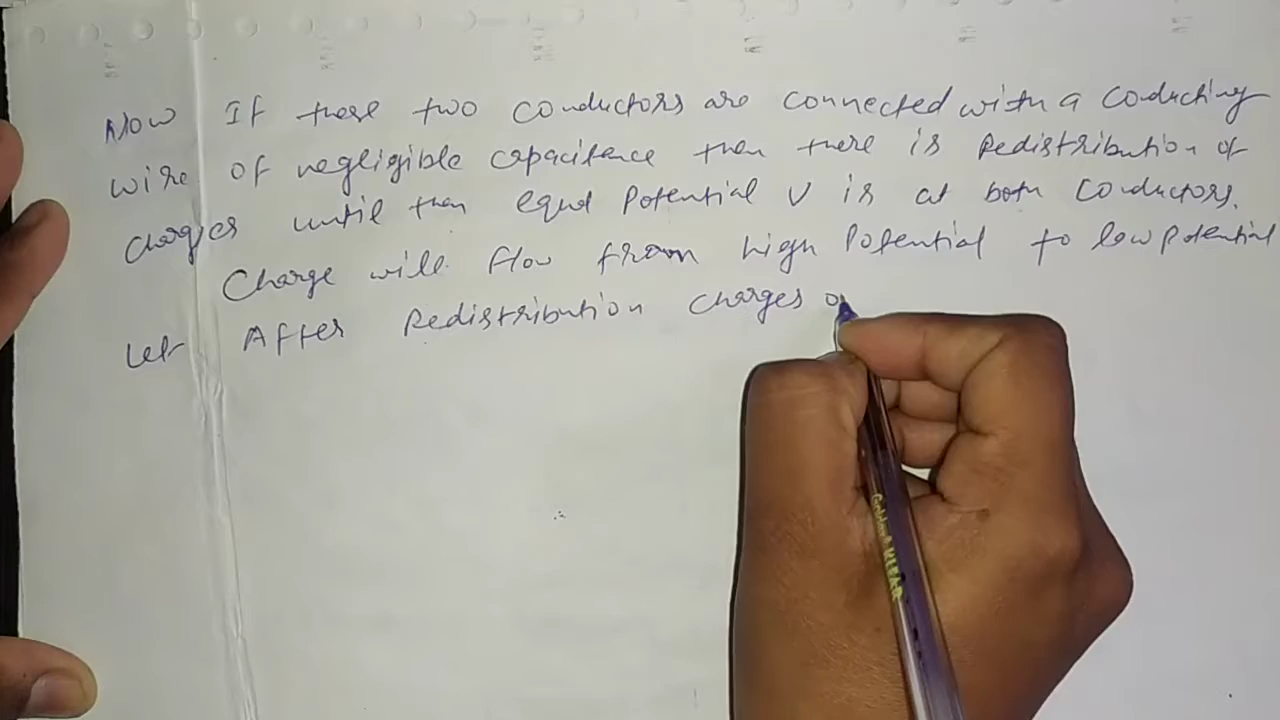 Now If these two conductors are connected with a conducting
wire of negligible capacitence then there is Redistribution of
charges until then equal Potential V is at both conductors.
Charge will flow from high Potential to low potential
Let After Redistribution charges